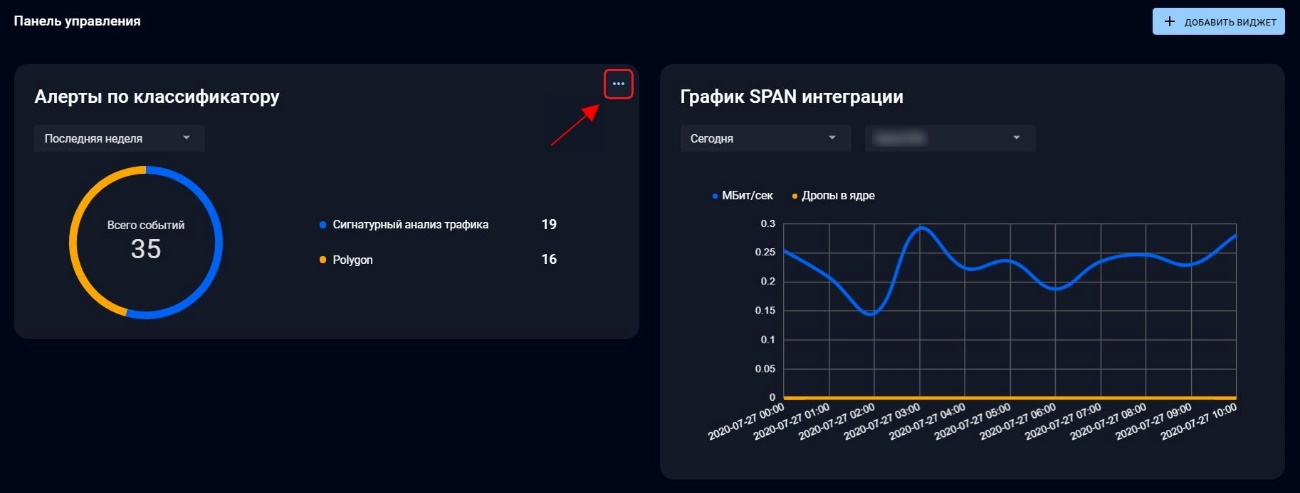 Панель управления
+ ДОБАВИТЬ ВИДЖЕТ
Алерты по классификатору
...
Последняя неделя
Всего событий
35
Сигнатурный анализ трафика 19
Polygon 16
График SPAN интеграции
Сегодня
МБит/сек Дропы в ядре
0.3
0.25
0.2
0.15
0.1
0.05
0
2020-07-27 00:00
2020-07-27 01:00
2020-07-27 02:00
2020-07-27 03:00
2020-07-27 04:00
2020-07-27 05:00
2020-07-27 06:00
2020-07-27 07:00
2020-07-27 08:00
2020-07-27 09:00
2020-07-27 10:00